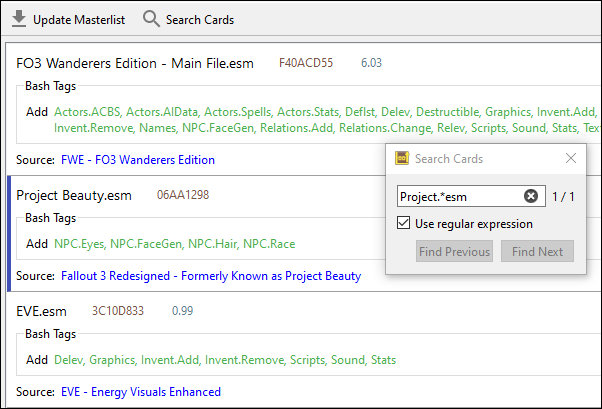 Update Masterlist
Search Cards
FO3 Wanderers Edition - Main File.esm F40ACD55 6.03
Bash Tags
Add Actors.ACBS, Actors.AIData, Actors.Spells, Actors.Stats, Deflst, Delev, Destructible, Graphics, Invent.Add,
Invent.Remove, Names, NPC.FaceGen, Relations.Add, Relations.Change, Relev, Scripts, Sound, Stats,
Source: FWE - FO3 Wanderers Edition
Project Beauty.esm 06AA1298
Bash Tags
Add NPC.Eyes, NPC.FaceGen, NPC.Hair, NPC.Race
Source: Fallout 3 Redesigned - Formerly Known as Project Beauty
EVE.esm 3C10D833 0.99
Bash Tags
Add Delev, Graphics, Invent.Add, Invent.Remove, Scripts, Sound, Stats
Source: EVE - Energy Visuals Enhanced
Search Cards
Project.*esm 1 / 1
Use regular expression
Find Previous Find Next